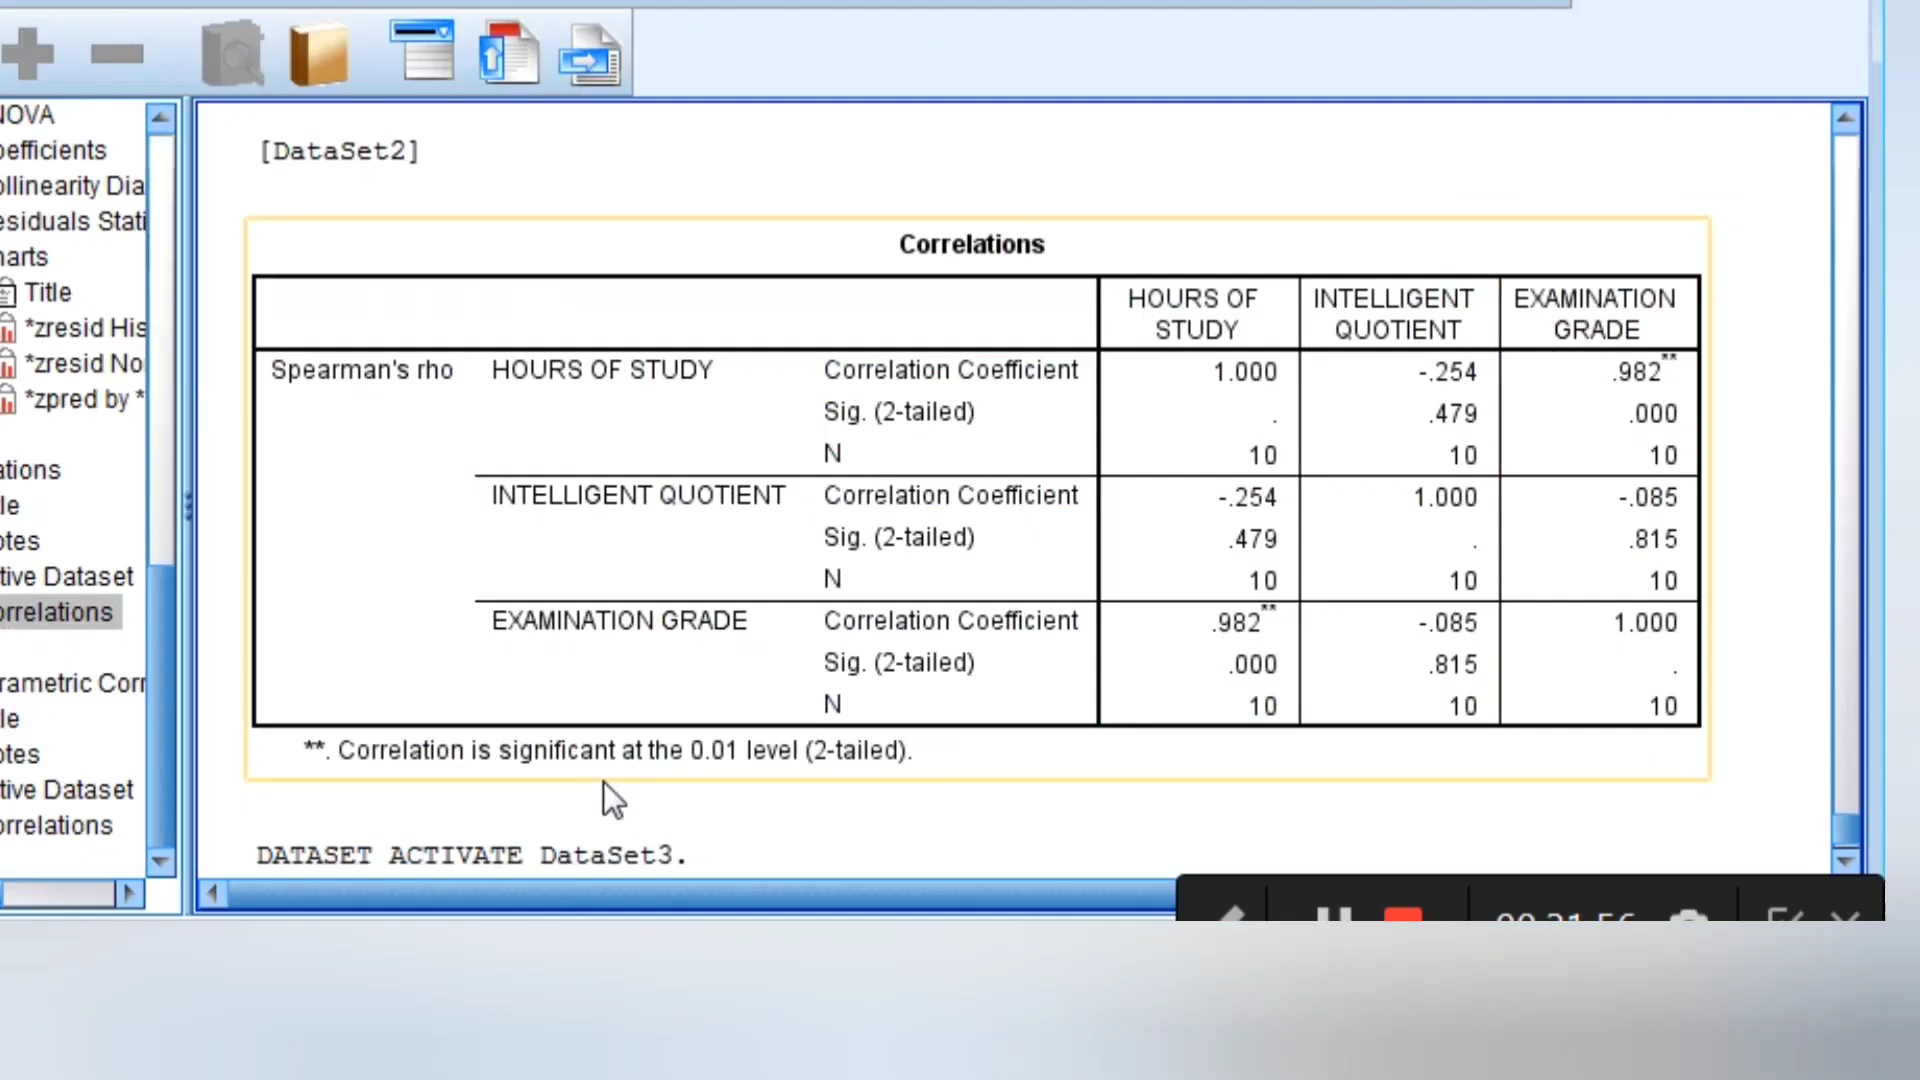 NOVA
oefficients
ollinearity Dia
esiduals Stati
harts
Title
*zresid His
*zresid No
*zpred by *
ations
le
otes
tive Dataset
orrelations
rametric Corr
le
otes
tive Dataset
orrelations
[DataSet2]
Correlations
HOURS OF STUDY INTELLIGENT QUOTIENT EXAMINATION GRADE
Spearman's rho HOURS OF STUDY Correlation Coefficient 1.000 -.254 .982**
Sig. (2-tailed) . .479 .000
N 10 10 10
INTELLIGENT QUOTIENT Correlation Coefficient -.254 1.000 -.085
Sig. (2-tailed) .479 . .815
N 10 10 10
EXAMINATION GRADE Correlation Coefficient .982** -.085 1.000
Sig. (2-tailed) .000 .815 .
N 10 10 10
**. Correlation is significant at the 0.01 level (2-tailed).
DATASET ACTIVATE DataSet3.